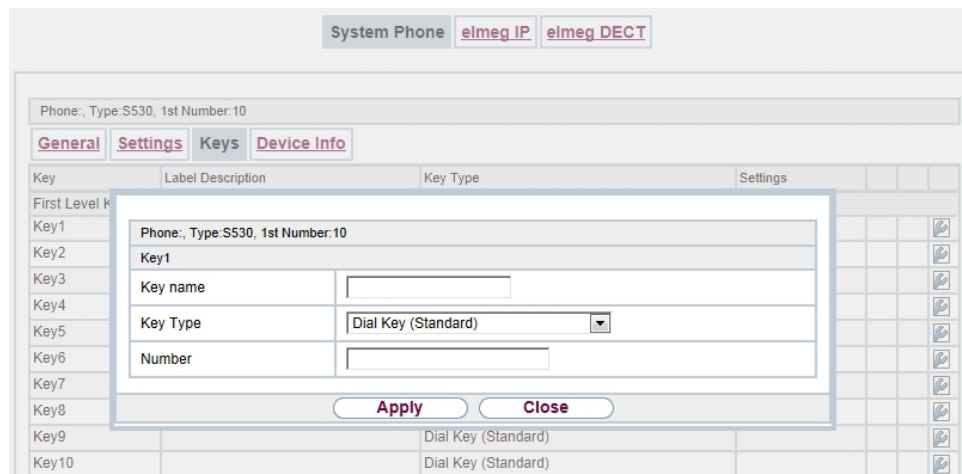 System Phone elmeg IP elmeg DECT
Phone:, Type:S530, 1st Number:10
General Settings Keys Device Info
Key Label Description Key Type Settings
First Level
Key1
Key2
Key3
Key4
Key5
Key6
Key7
Key8
Phone:, Type:S530, 1st Number:10
Key1
Key name
Key Type Dial Key (Standard)
Number
Apply Close
Key9 Dial Key (Standard)
Key10 Dial Key (Standard)